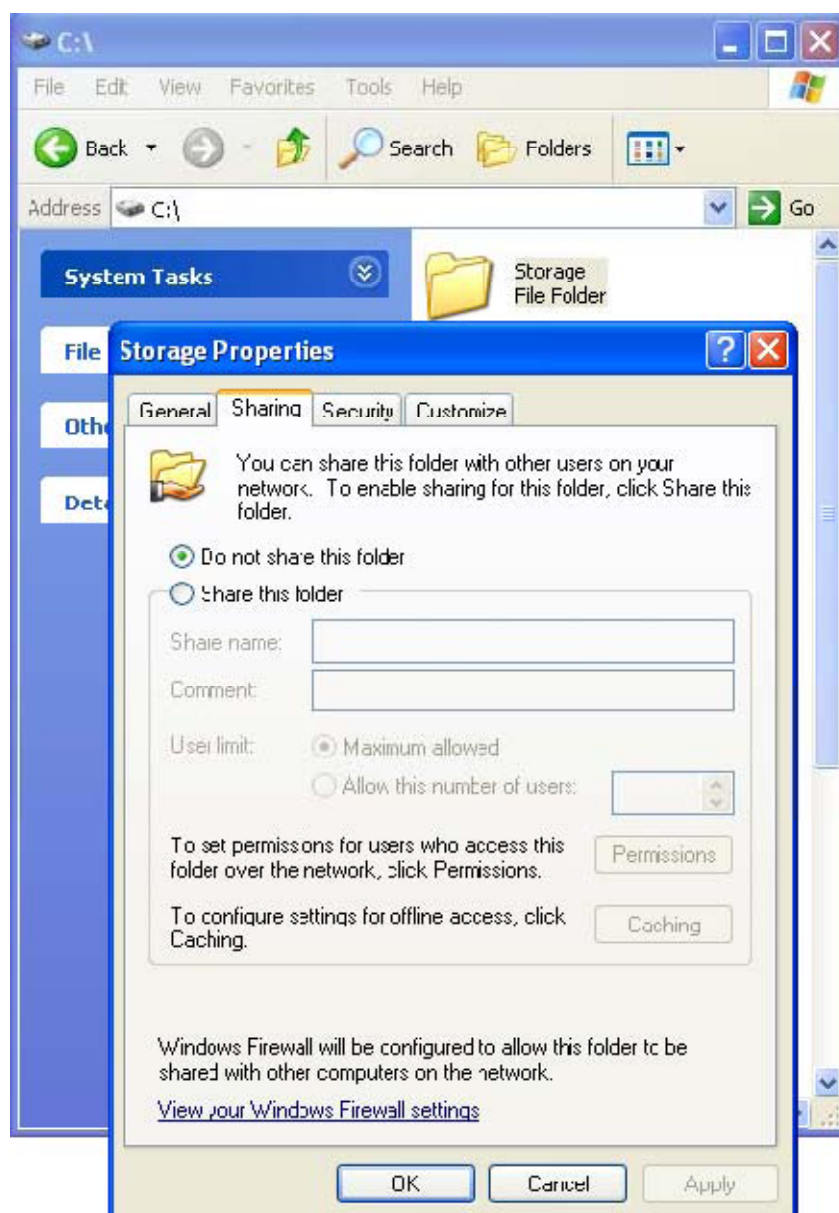 C:\
File Edit View Favorites Tools Help
Back Search Folders
Address C:\ Go
System Tasks
Storage
File Folder
File
Storage Properties
Othe
Deta
General Sharing Security Customize
You can share this folder with other users on your
network. To enable sharing for this folder, click Share this
folder.
Do not share this folder
Share this folder
Share name:
Comment:
User limit: Maximum allowed
Allow this number of users:
To set permissions for users who access this
folder over the network, click Permissions.
Permissions
To configure settings for offline access, click
Caching.
Caching
Windows Firewall will be configured to allow this folder to be
shared with other computers on the network.
View your Windows Firewall settings
OK Cancel Apply